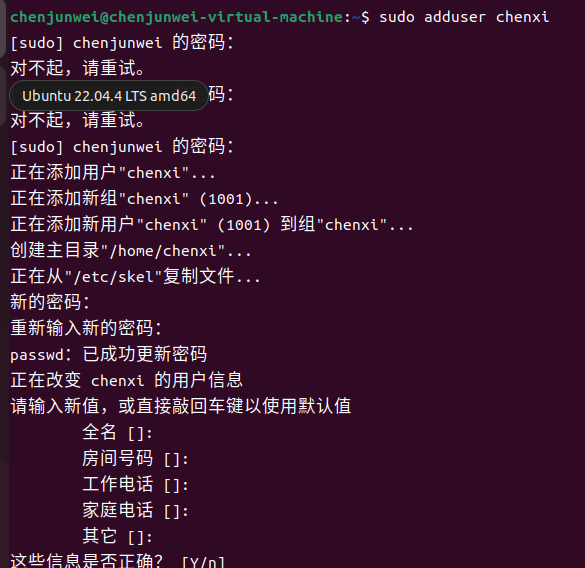 chenjunwei@chenjunwei-virtual-machine:~$ sudo adduser chenxi
[sudo] chenjunwei 的密码：
对不起，请重试。
Ubuntu 22.04.4 LTS amd64 码：
对不起，请重试。
[sudo] chenjunwei 的密码：
正在添加用户"chenxi"...
正在添加新组"chenxi" (1001)...
正在添加新用户"chenxi" (1001) 到组"chenxi"...
创建主目录"/home/chenxi"...
正在从"/etc/skel"复制文件...
新的密码：
重新输入新的密码：
passwd：已成功更新密码
正在改变 chenxi 的用户信息
请输入新值，或直接敲回车键以使用默认值
全名 []:
房间号码 []:
工作电话 []:
家庭电话 []:
其它 []:
这些信息是否正确？ [Y/n]